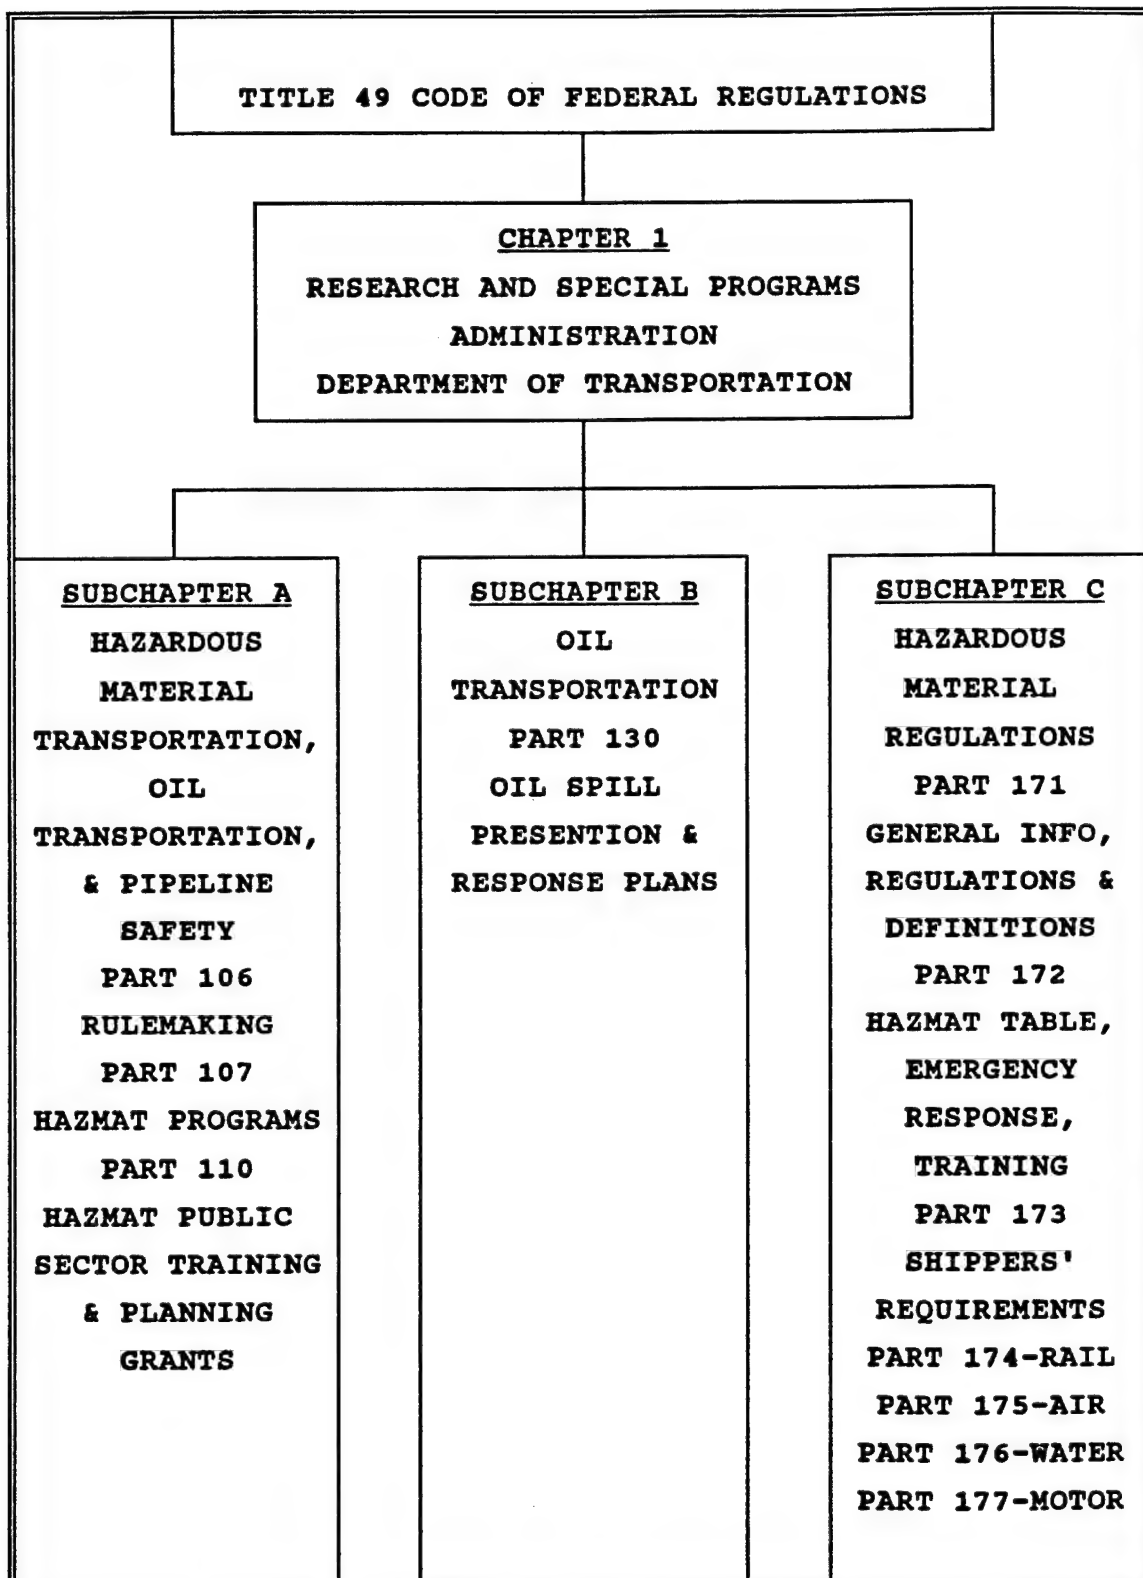 TITLE 49 CODE OF FEDERAL REGULATIONS
CHAPTER 1
RESEARCH AND SPECIAL PROGRAMS
ADMINISTRATION
DEPARTMENT OF TRANSPORTATION
SUBCHAPTER A
HAZARDOUS
MATERIAL
TRANSPORTATION,
OIL
TRANSPORTATION,
& PIPELINE
SAFETY
PART 106
RULEMAKING
PART 107
HAZMAT PROGRAMS
PART 110
HAZMAT PUBLIC
SECTOR TRAINING
& PLANNING
GRANTS
SUBCHAPTER B
OIL
TRANSPORTATION
PART 130
OIL SPILL
PRESENTION &
RESPONSE PLANS
SUBCHAPTER C
HAZARDOUS
MATERIAL
REGULATIONS
PART 171
GENERAL INFO,
REGULATIONS &
DEFINITIONS
PART 172
HAZMAT TABLE,
EMERGENCY
RESPONSE,
TRAINING
PART 173
SHIPPERS'
REQUIREMENTS
PART 174-RAIL
PART 175-AIR
PART 176-WATER
PART 177-MOTOR